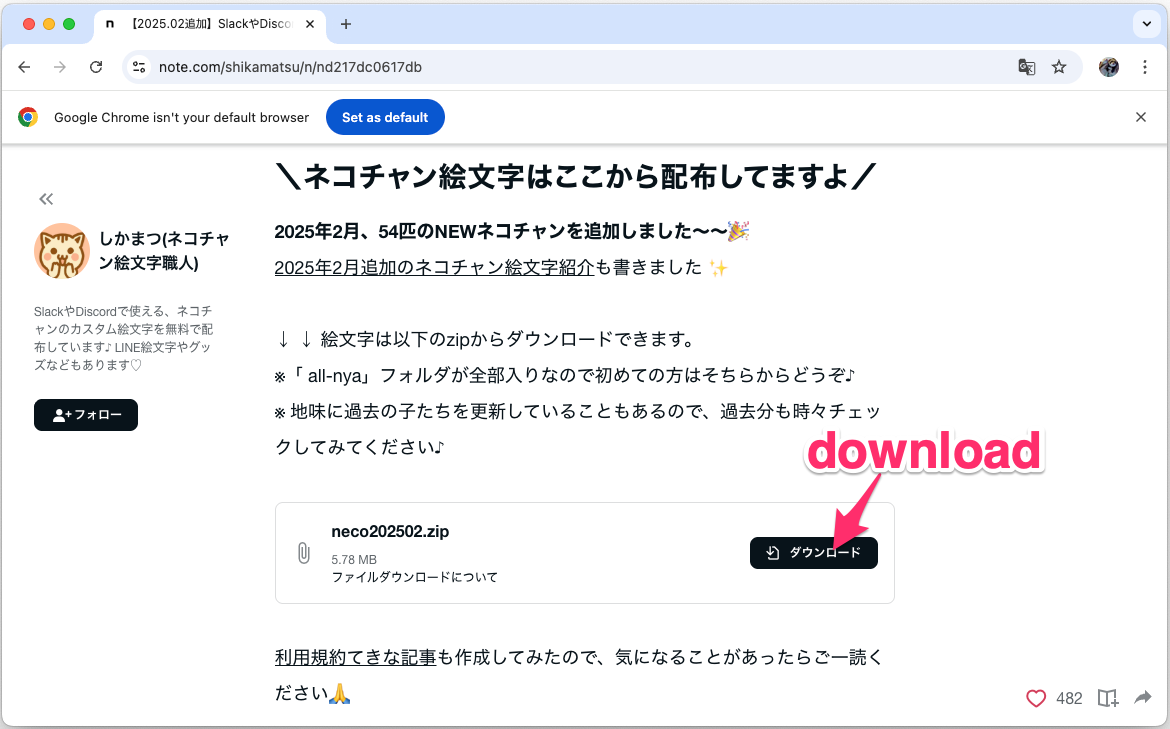 n 【2025.02追加】SlackやDisco
note.com/shikamatsu/n/nd217dc0617db
Google Chrome isn't your default browser
Set as default
しかまつ(ネコチャ
ン絵文字職人)
SlackやDiscordで使える、ネコチ
ャンのカスタム絵文字を無料で配
布しています♪ LINE絵文字やグッ
ズなどもあります♡
フォロー
＼ネコチャン絵文字はここから配布してますよ／
2025年2月、54匹のNEWネコチャンを追加しました〜〜🎉
2025年2月追加のネコチャン絵文字紹介も書きました ✨
↓ ↓ 絵文字は以下のzipからダウンロードできます。
※「 all-nya」フォルダが全部入りなので初めての方はそちらからどうぞ♪
※ 地味に過去の子たちを更新していることもあるので、過去分も時々チェッ
クしてみてください♪
download
neco202502.zip
5.78 MB
ファイルダウンロードについて
ダウンロード
利用規約てきな記事も作成してみたので、気になることがあったらご一読く
ださい🙏
482